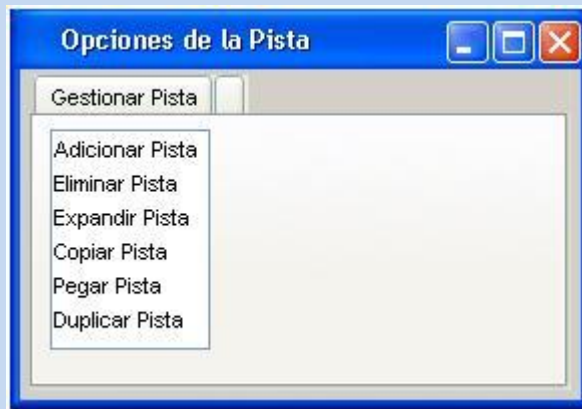 Opciones de la Pista
Gestionar Pista
Adicionar Pista
Eliminar Pista
Expandir Pista
Copiar Pista
Pegar Pista
Duplicar Pista